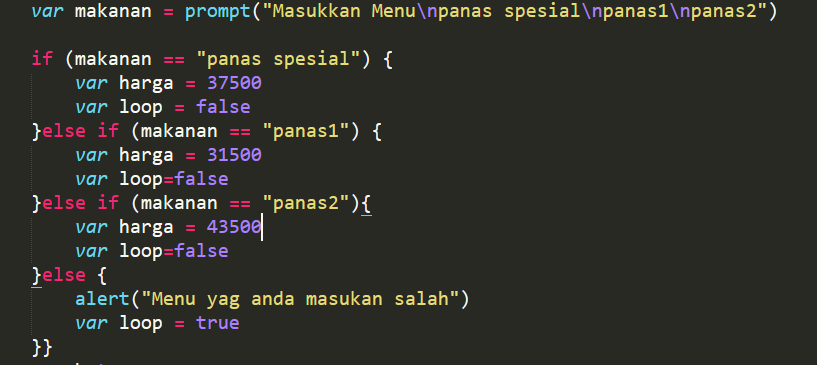 var makanan = prompt("Masukkan Menu\npanas spesial\npanas1\npanas2")
if (makanan == "panas spesial") {
var harga = 37500
var loop = false
}else if (makanan == "panas1") {
var harga = 31500
var loop=false
}else if (makanan == "panas2"){
var harga = 43500
var loop=false
}else {
alert("Menu yag anda masukan salah")
var loop = true
}}